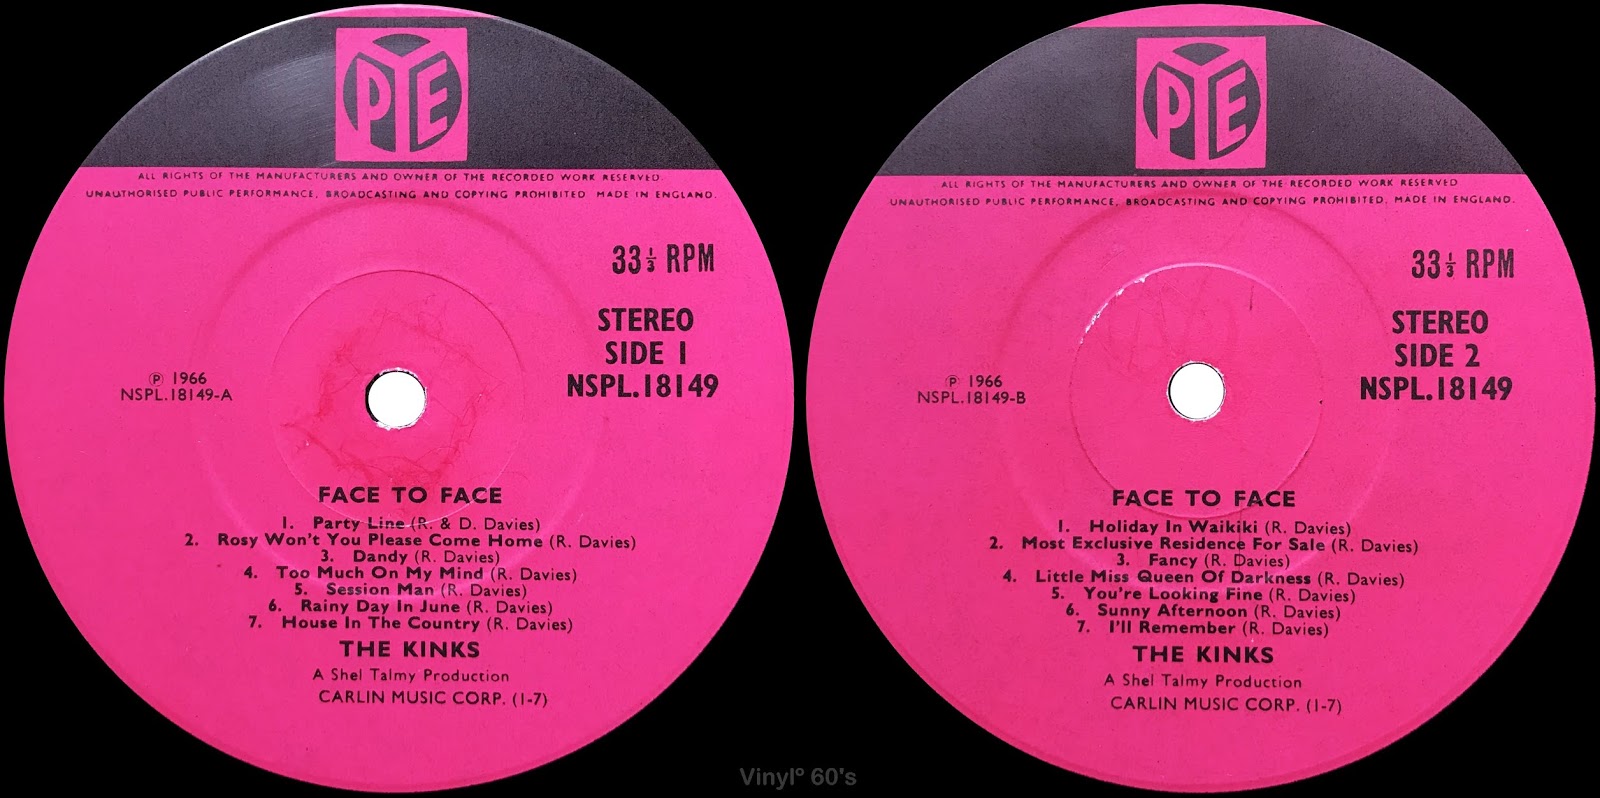 PYE
ALL RIGHTS OF THE MANUFACTURERS AND OWNER OF THE RECORDED WORK RESERVED.
UNAUTHORISED PUBLIC PERFORMANCE, BROADCASTING AND COPYING PROHIBITED. MADE IN ENGLAND.
33⅓ RPM
STEREO
SIDE 1
NSPL.18149
Ⓟ 1966
NSPL.18149-A
FACE TO FACE
1. Party Line (R. & D. Davies)
2. Rosy Won't You Please Come Home (R. Davies)
3. Dandy (R. Davies)
4. Too Much On My Mind (R. Davies)
5. Session Man (R. Davies)
6. Rainy Day In June (R. Davies)
7. House In The Country (R. Davies)
THE KINKS
A Shel Talmy Production
CARLIN MUSIC CORP. (1-7)
PYE
ALL RIGHTS OF THE MANUFACTURERS AND OWNER OF THE RECORDED WORK RESERVED
UNAUTHORISED PUBLIC PERFORMANCE, BROADCASTING AND COPYING PROHIBITED. MADE IN ENGLAND.
33⅓ RPM
STEREO
SIDE 2
NSPL.18149
Ⓟ 1966
NSPL.18149-B
FACE TO FACE
1. Holiday In Waikiki (R. Davies)
2. Most Exclusive Residence For Sale (R. Davies)
3. Fancy (R. Davies)
4. Little Miss Queen Of Darkness (R. Davies)
5. You're Looking Fine (R. Davies)
6. Sunny Afternoon (R. Davies)
7. I'll Remember (R. Davies)
THE KINKS
A Shel Talmy Production
CARLIN MUSIC CORP. (1-7)
Vinylº 60's